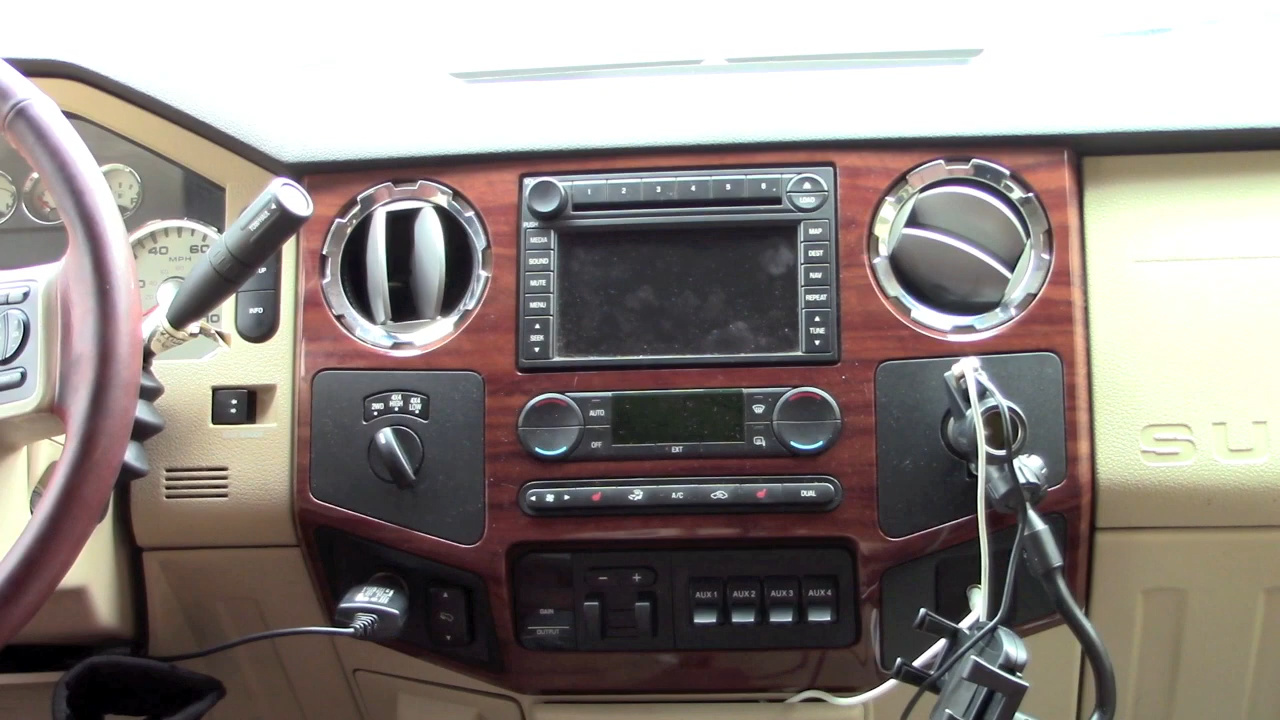 1 2 3 4 5 6
LOAD
PUSH
MEDIA
SOUND
MUTE
MENU
SEEK
MAP
DEST
NAV
REPEAT
TUNE
40 60
MPH
INFO
2WD 4X4 HIGH 4X4 LOW
AUTO
OFF
EXT
A/C
DUAL
SU
GAIN
OUTPUT
- +
AUX 1 AUX 2 AUX 3 AUX 4